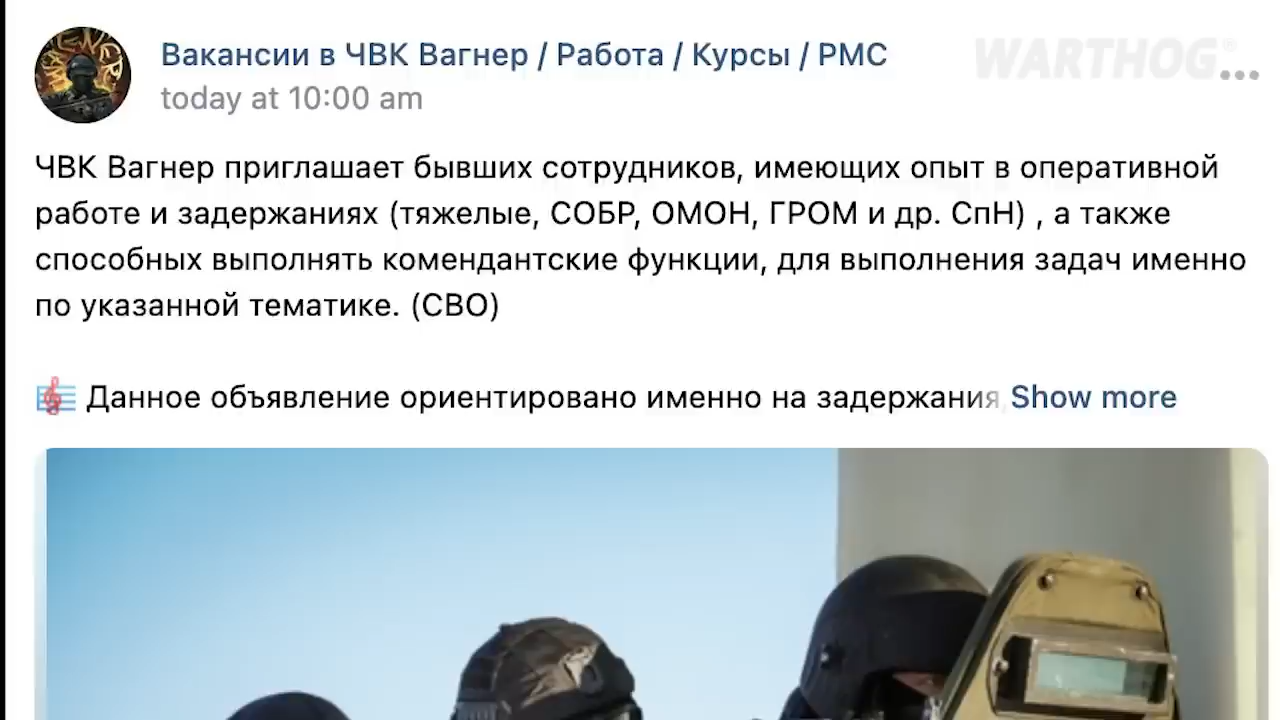 Вакансии в ЧВК Вагнер / Работа / Курсы / РМС
WARTHOG®
today at 10:00 am
ЧВК Вагнер приглашает бывших сотрудников, имеющих опыт в оперативной
работе и задержаниях (тяжелые, СОБР, ОМОН, ГРОМ и др. СпН) , а также
способных выполнять комендантские функции, для выполнения задач именно
по указанной тематике. (СВО)
Данное объявление ориентировано именно на задержания, Show more